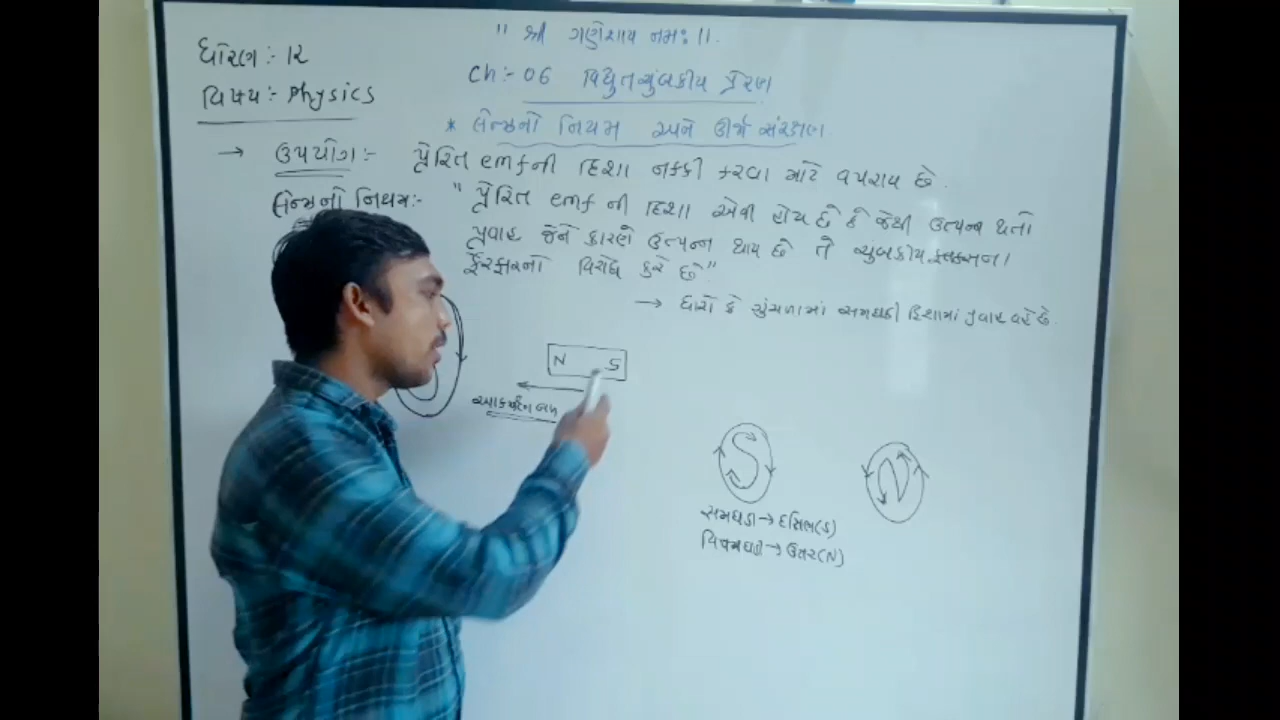 " શ્રી ગણેશાય નમઃ ॥
ધોરણ :- 12
વિષય :- Physics
Ch :- 06 વિદ્યુતચુંબકીય પ્રેરણ
* લેન્ઝનો નિયમ અને ઊર્જા સંરક્ષણ
→ ઉપયોગ :- પ્રેરિત emf ની દિશા નક્કી કરવા માટે વપરાય છે.
લેન્ઝનો નિયમ :- " પ્રેરિત emf ની દિશા એવી હોય છે કે જેથી ઉત્પન્ન થતો
પ્રવાહ જેને કારણે ઉત્પન્ન થાય છે તે ચુંબકીય ફ્લક્સના
ફેરફારનો વિરોધ કરે છે"
→ ધારો કે ગુંચળામાં સમઘડી દિશામાં પ્રવાહ વહે છે.
N S
આકર્ષણ બળ
S N
સમઘડી → દક્ષિણ (S)
વિષમઘડી → ઉત્તર (N)